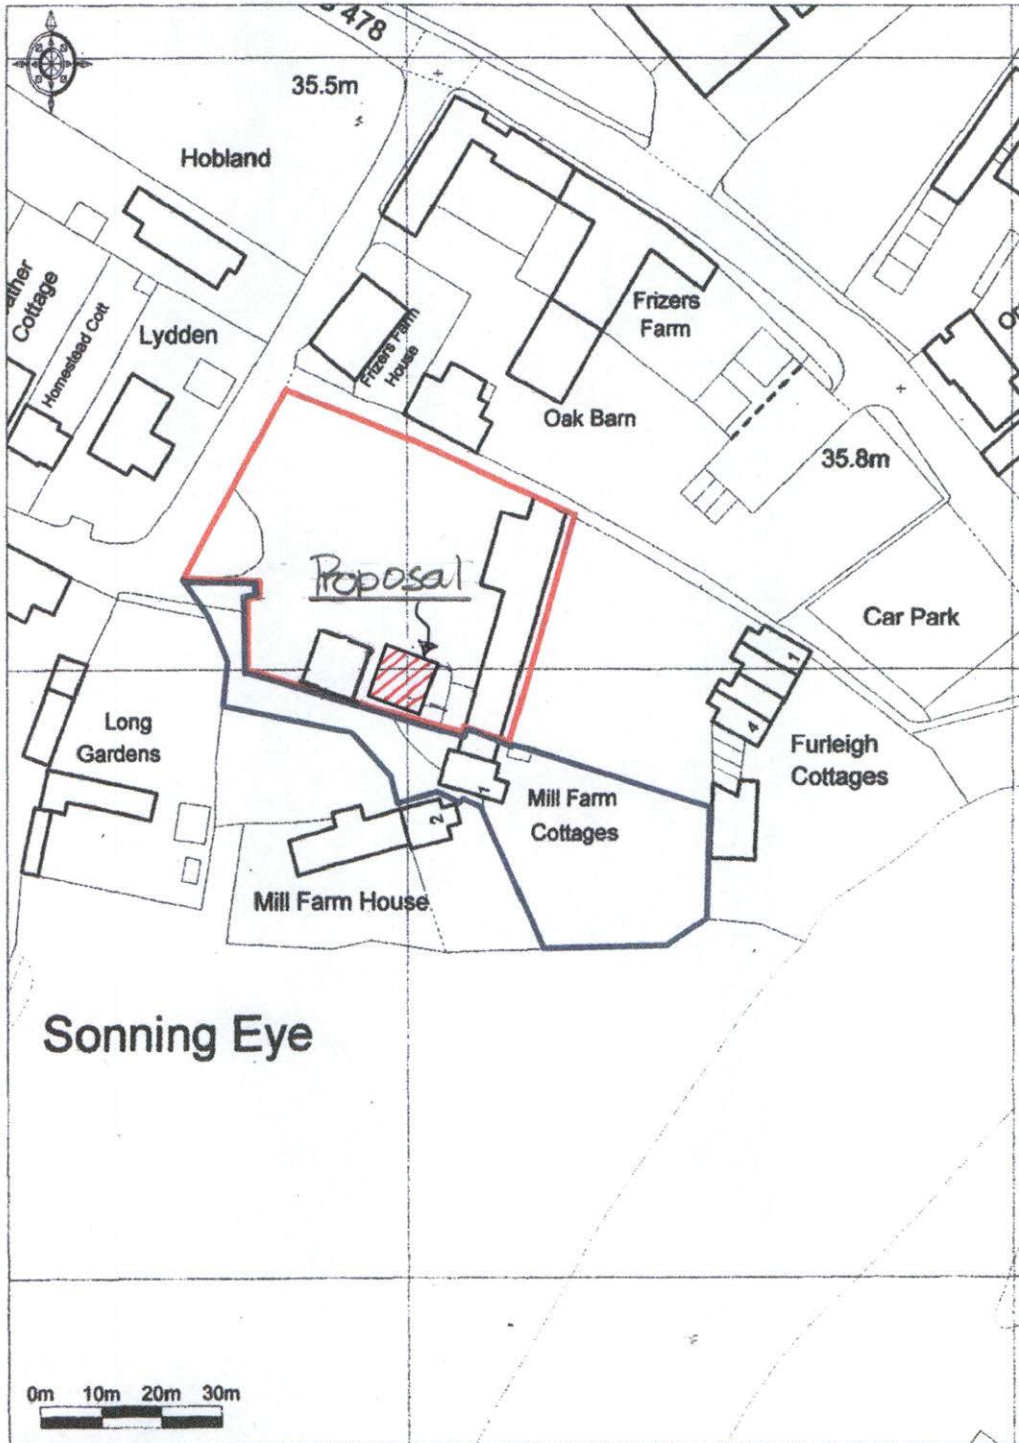 478
35.5m
Hobland
Cottage
Homestead Cott
Lydden
Frizers Farm
House
Frizers
Farm
Oak Barn
35.8m
Proposal
Car Park
1
4
Long
Gardens
Furleigh
Cottages
1
Mill Farm
Cottages
2
Mill Farm House
Sonning Eye
0m 10m 20m 30m